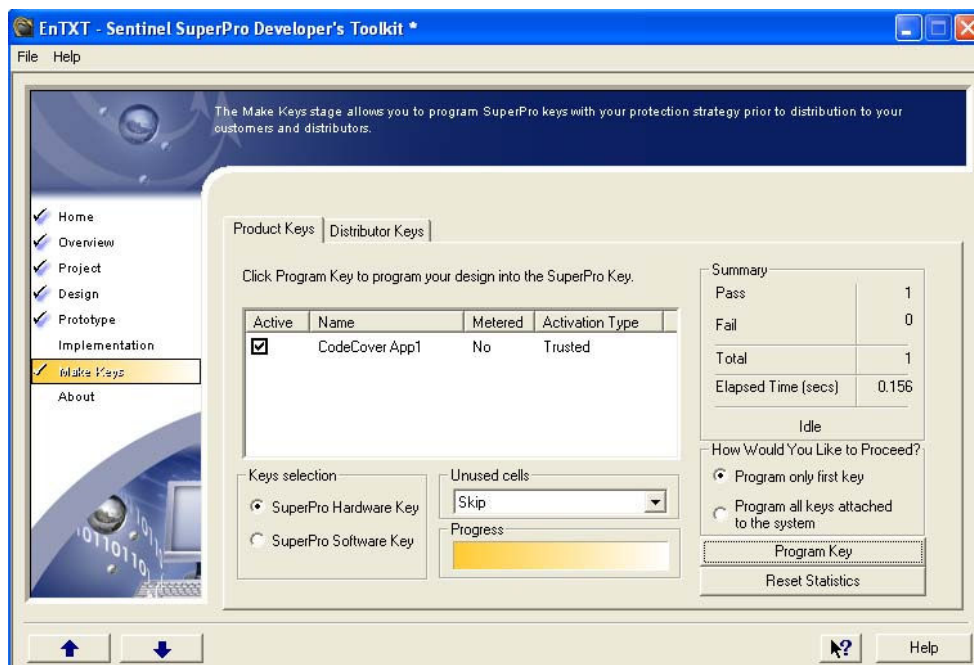 EnTXT - Sentinel SuperPro Developer's Toolkit *
File Help
The Make Keys stage allows you to program SuperPro keys with your protection strategy prior to distribution to your
customers and distributors.
Home
Overview
Project
Design
Prototype
Implementation
Make Keys
About
Product Keys Distributor Keys
Click Program Key to program your design into the SuperPro Key.
Active Name Metered Activation Type
CodeCover App1 No Trusted
Keys selection
SuperPro Hardware Key
SuperPro Software Key
Unused cells
Skip
Progress
Summary
Pass 1
Fail 0
Total 1
Elapsed Time (secs) 0.156
Idle
How Would You Like to Proceed?
Program only first key
Program all keys attached
to the system
Program Key
Reset Statistics
Help